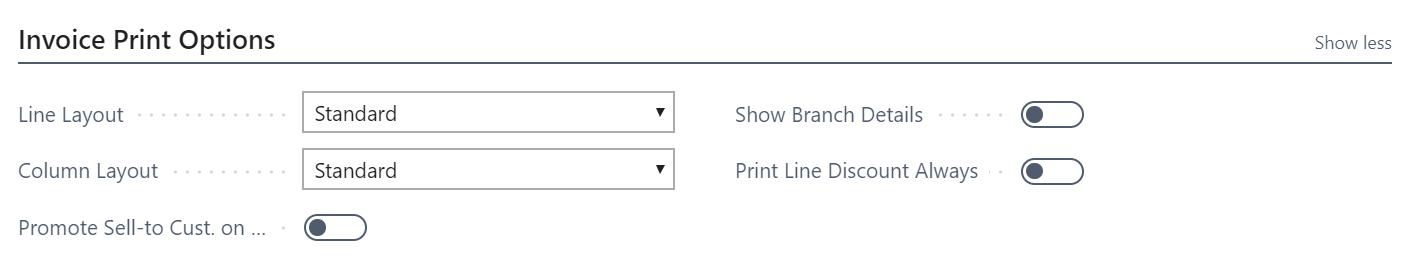 Invoice Print Options
Show less
Line Layout Standard
Show Branch Details
Column Layout Standard
Print Line Discount Always
Promote Sell-to Cust. on ...